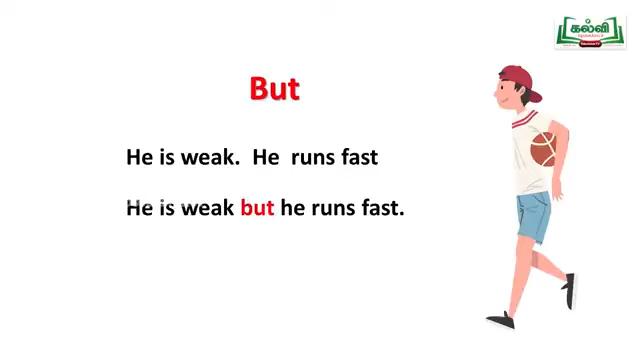 கல்வி
But
He is weak.  He  runs fast
He is weak but he runs fast.